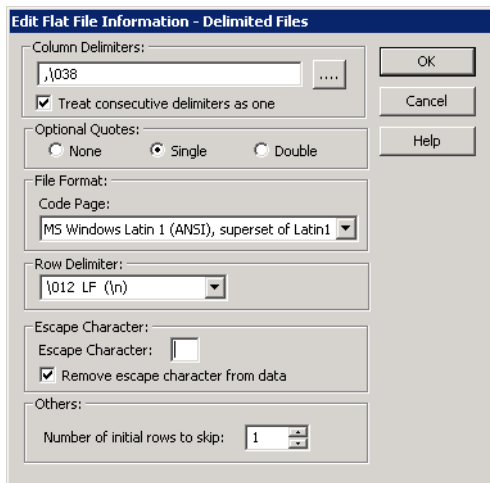 Edit Flat File Information - Delimited Files
Column Delimiters:
,\038
....
Treat consecutive delimiters as one
OK
Cancel
Help
Optional Quotes:
None Single Double
File Format:
Code Page:
MS Windows Latin 1 (ANSI), superset of Latin1
Row Delimiter:
\012 LF (\n)
Escape Character:
Escape Character:
Remove escape character from data
Others:
Number of initial rows to skip: 1